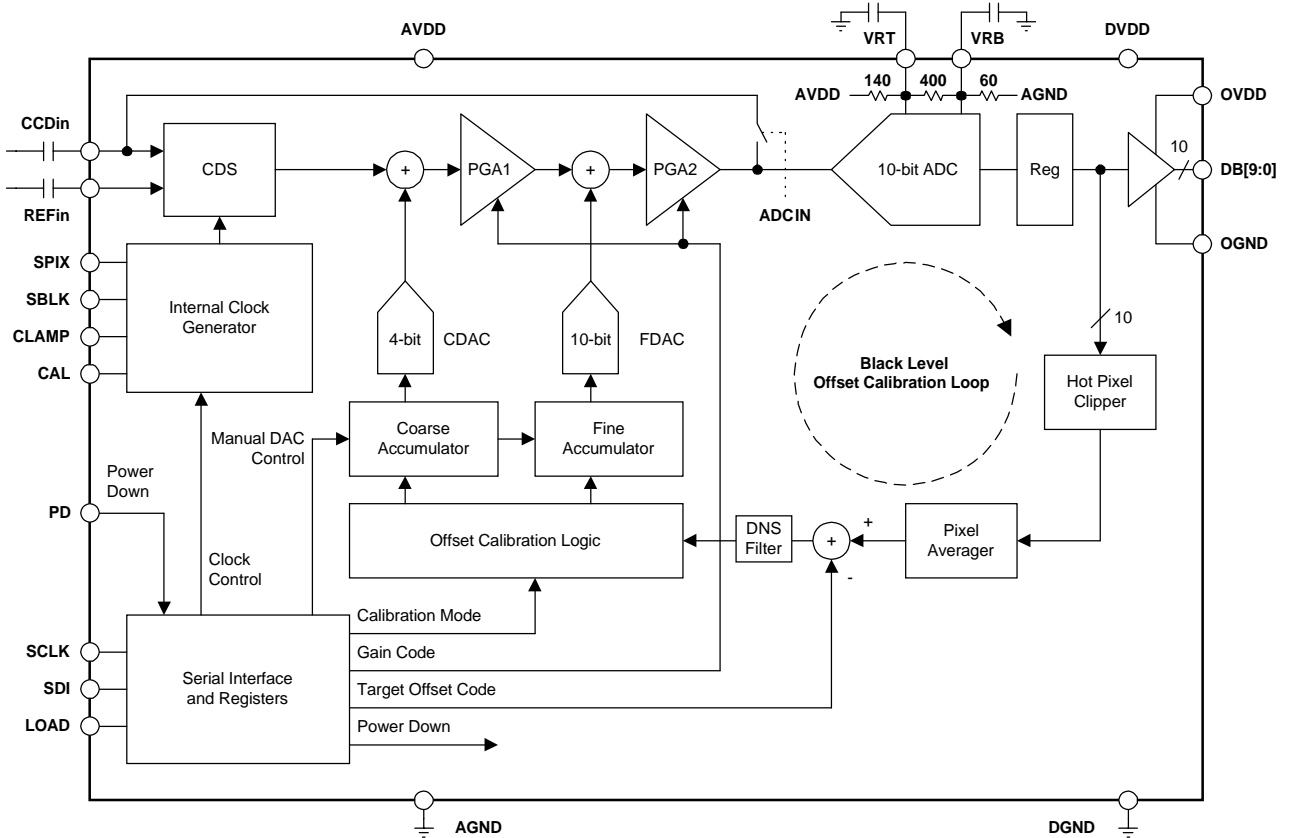 AVDD
VRT
VRB
DVDD
140
400
60
AVDD
AGND
OVDD
CCDin
CDS
+
PGA1
+
PGA2
10-bit ADC
Reg
10
DB[9:0]
REFin
ADCIN
OGND
SPIX
SBLK
CLAMP
CAL
Internal Clock
Generator
4-bit
CDAC
10-bit
FDAC
10
Black Level
Offset Calibration Loop
Hot Pixel
Clipper
Manual DAC
Control
Coarse
Accumulator
Fine
Accumulator
Power
Down
PD
Clock
Control
Offset Calibration Logic
DNS
Filter
+
+
-
Pixel
Averager
Calibration Mode
Gain Code
Target Offset Code
Power Down
SCLK
SDI
LOAD
Serial Interface
and Registers
AGND
DGND